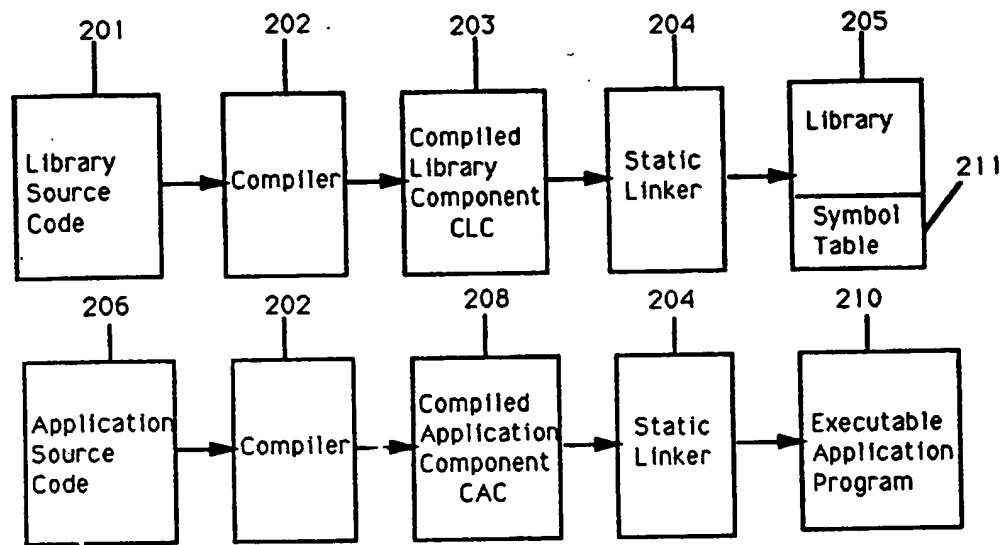 201 202 203 204 205
Library
Source
Code
Compiler
Compiled
Library
Component
CLC
Static
Linker
Library
Symbol
Table
211
206 202 208 204 210
Application
Source
Code
Compiler
Compiled
Application
Component
CAC
Static
Linker
Executable
Application
Program